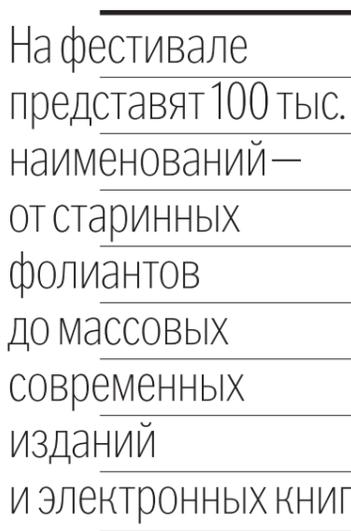 На фестивале
представят 100 тыс.
наименований —
от старинных
фолиантов
до массовых
современных
изданий
и электронных книг